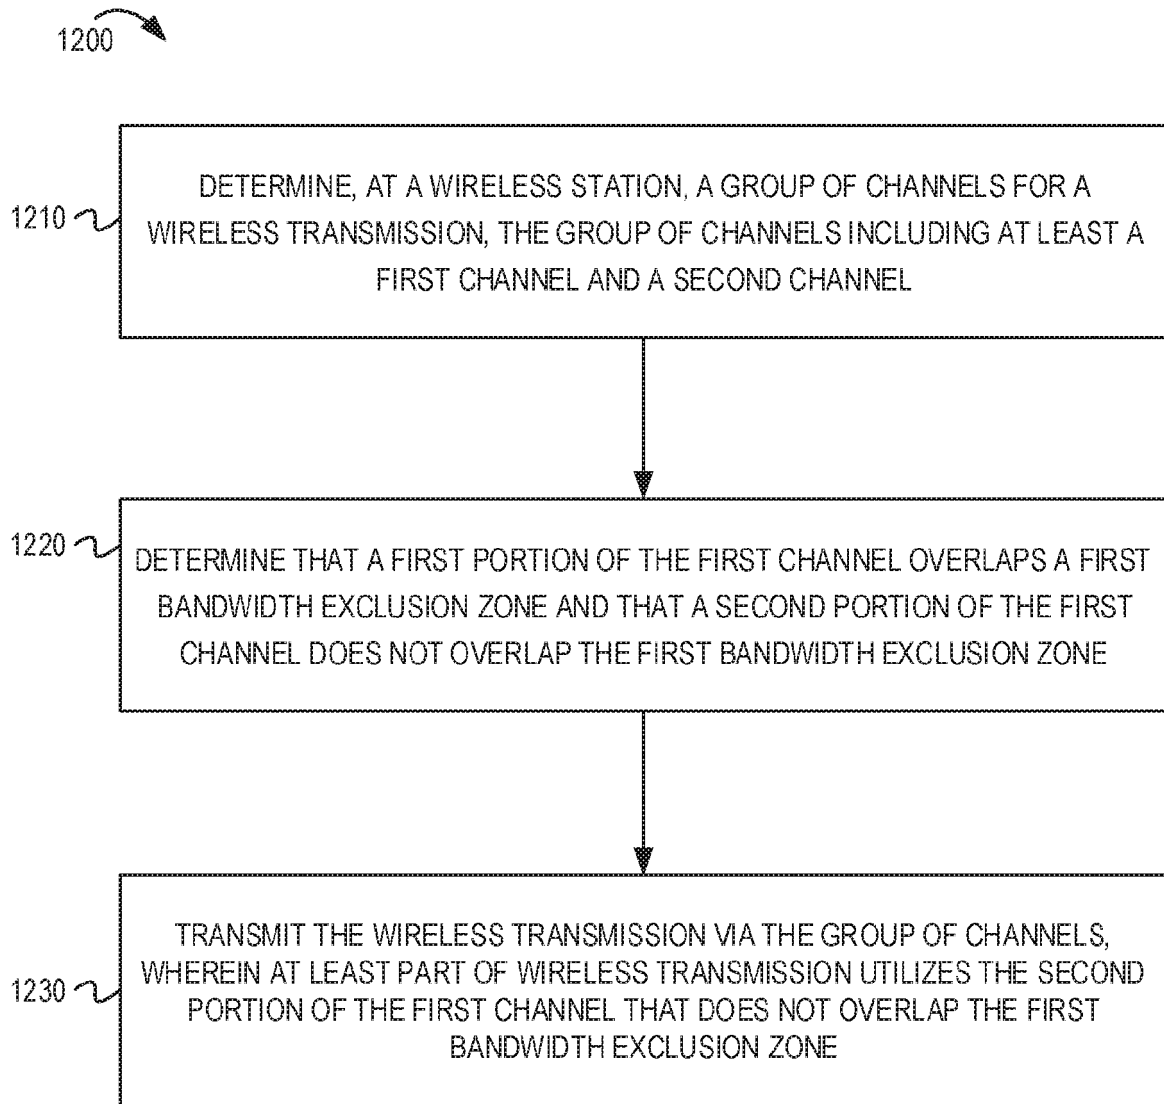 1200
DETERMINE, AT A WIRELESS STATION, A GROUP OF CHANNELS FOR A
1210
WIRELESS TRANSMISSION, THE GROUP OF CHANNELS INCLUDING AT LEAST A
FIRST CHANNEL AND A SECOND CHANNEL
1220
DETERMINE THAT A FIRST PORTION OF THE FIRST CHANNEL OVERLAPS A FIRST
BANDWIDTH EXCLUSION ZONE AND THAT A SECOND PORTION OF THE FIRST
CHANNEL DOES NOT OVERLAP THE FIRST BANDWIDTH EXCLUSION ZONE
TRANSMIT THE WIRELESS TRANSMISSION VIA THE GROUP OF CHANNELS,
WHEREIN AT LEAST PART OF WIRELESS TRANSMISSION UTILIZES THE SECOND
1230
PORTION OF THE FIRST CHANNEL THAT DOES NOT OVERLAP THE FIRST
BANDWIDTH EXCLUSION ZONE